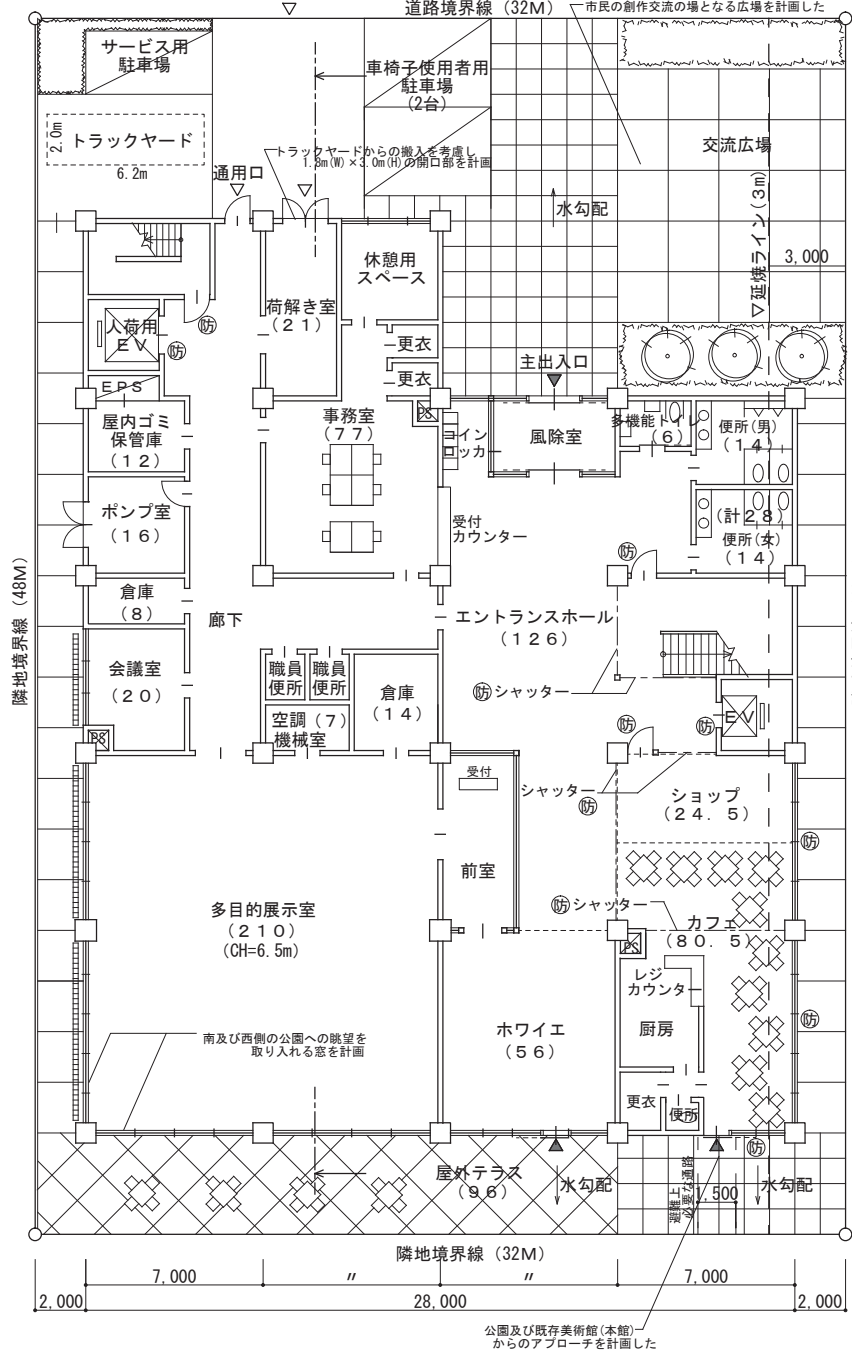 道路境界線 (32M)
市民の創作交流の場となる広場を計画した
サービス用
駐車場
車椅子使用者用
駐車場
(2台)
トラックヤード
2.0m
6.2m
トラックヤードからの搬入を考慮し
1.8m(W)×3.0m(H)の開口部を計画
通用口
交流広場
水勾配
▽延焼ライン(3m)
3,000
休憩用
スペース
荷解き室
(21)
人荷用
EV
防
防
更衣
更衣
主出入口
EPS
屋内ゴミ
保管庫
(12)
事務室
(77)
PS
コイン
ロッカー
風除室
多機能トイレ
(6)
便所(男)
(14)
ポンプ室
(16)
受付
カウンター
(計28)
便所(女)
(14)
防
隣地境界線 (48M)
倉庫
(8)
廊下
エントランスホール
(126)
会議室
(20)
職員
便所
職員
便所
倉庫
(14)
防シャッター
防
防
EV
空調(7)
機械室
PS
受付
シャッター
防
ショップ
(24.5)
防
前室
多目的展示室
(210)
(CH=6.5m)
防シャッター
カフェ
(80.5)
PS
レジ
カウンター
防
南及び西側の公園への眺望を
取り入れる窓を計画
ホワイエ
(56)
厨房
更衣
便所
防
屋外テラス
(96)
水勾配
避難上
必要な通路
1,500
水勾配
隣地境界線 (32M)
7,000
〃
〃
7,000
2,000
28,000
2,000
公園及び既存美術館(本館)
からのアプローチを計画した